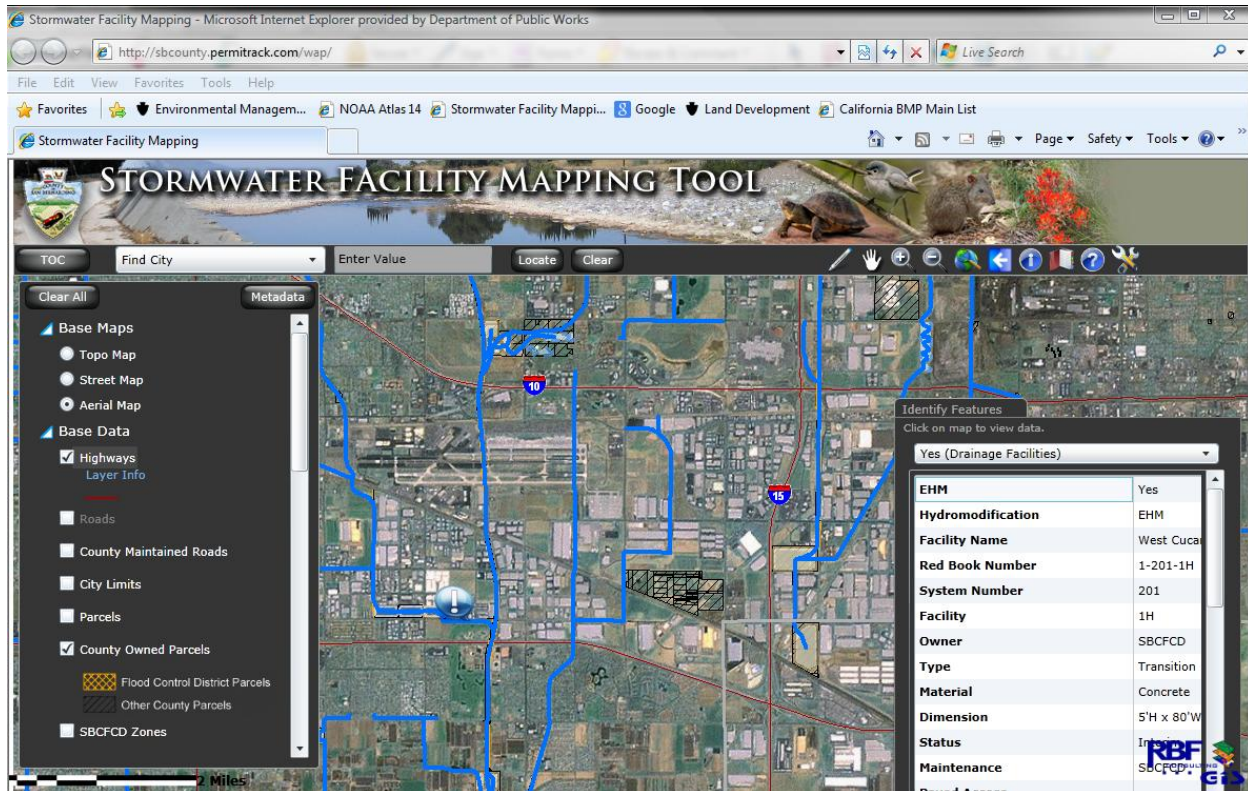 Stormwater Facility Mapping - Microsoft Internet Explorer provided by Department of Public Works
http://sbcounty.permitrack.com/wap/
Live Search
File Edit View Favorites Tools Help
Favorites Environmental Managem... NOAA Atlas 14 Stormwater Facility Mappi... Google Land Development California BMP Main List
Stormwater Facility Mapping
Page Safety Tools
STORMWATER FACILITY MAPPING TOOL
TOC Find City Enter Value Locate Clear
Clear All Metadata
Base Maps
Topo Map
Street Map
Aerial Map
Base Data
Highways
Layer Info
Roads
County Maintained Roads
City Limits
Parcels
County Owned Parcels
Flood Control District Parcels
Other County Parcels
SBCFCD Zones
2 Miles
10
15
Identify Features
Click on map to view data.
Yes (Drainage Facilities)
EHM Yes
Hydromodification EHM
Facility Name West Cucar
Red Book Number 1-201-1H
System Number 201
Facility 1H
Owner SBCFCD
Type Transition
Material Concrete
Dimension 5'H x 80'W
Status
Maintenance
RBF
CONSULTING
GIS